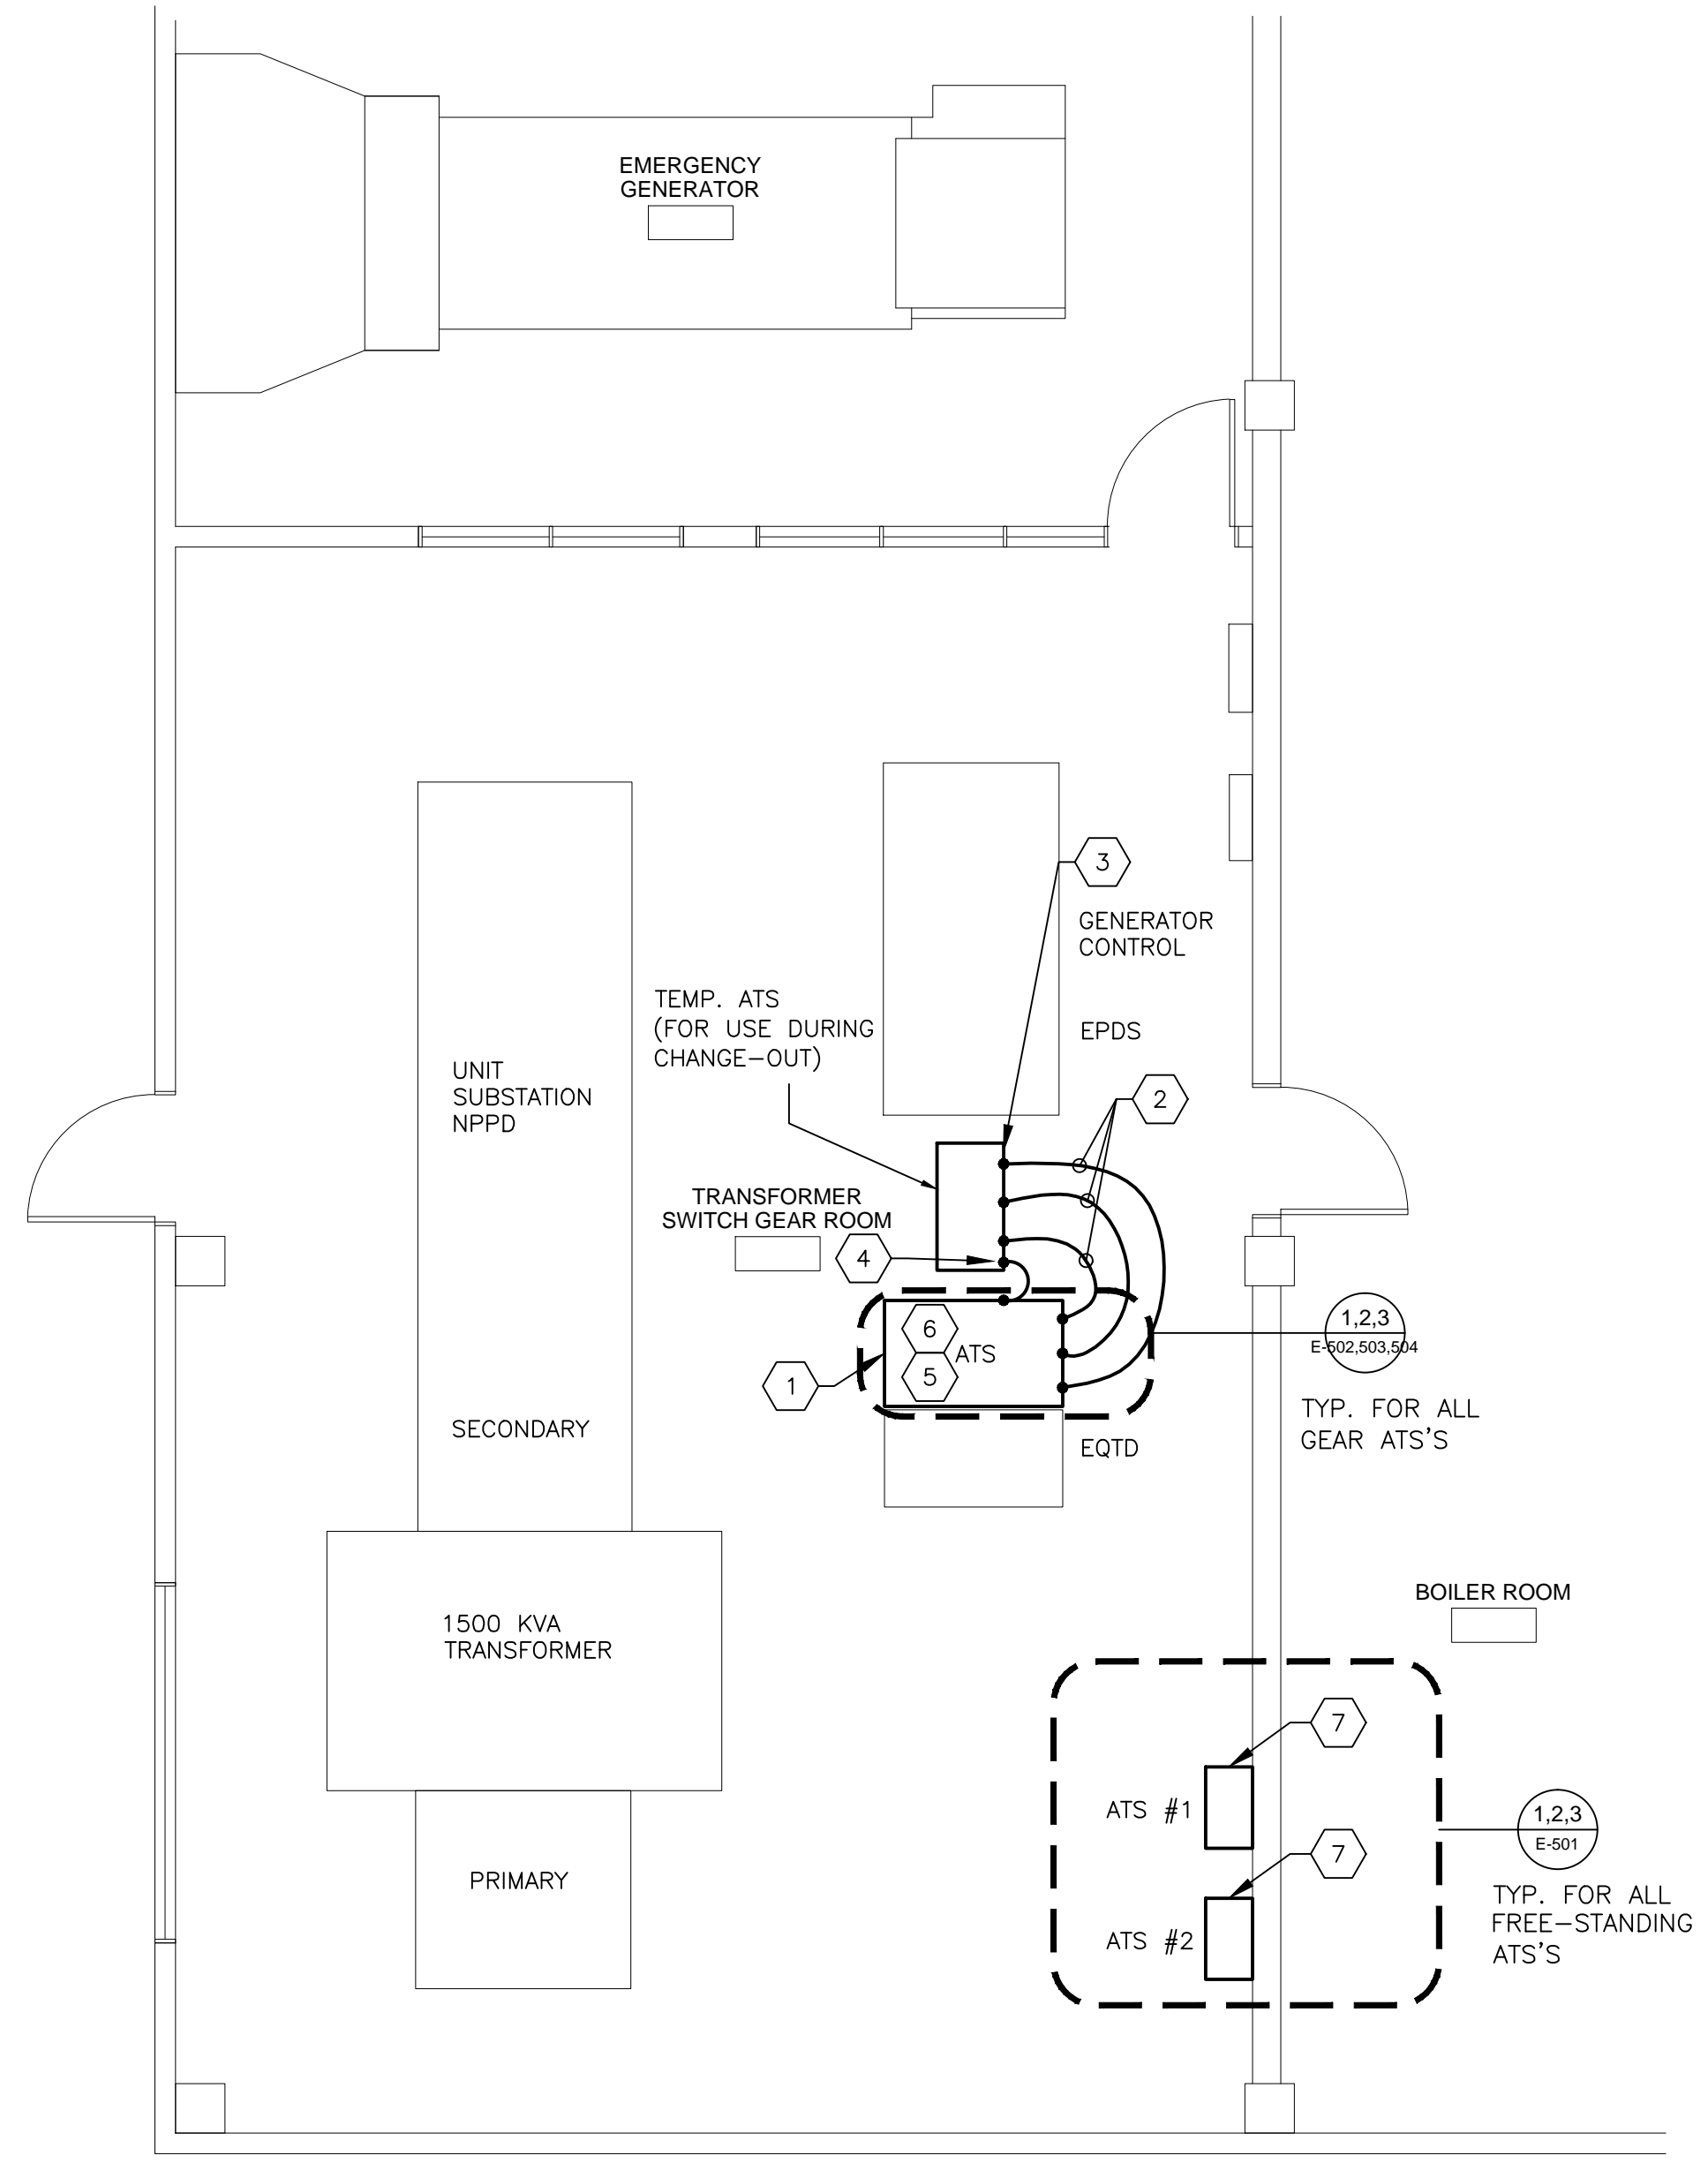 EMERGENCY
GENERATOR
3
GENERATOR
CONTROL
TEMP. ATS
(FOR USE DURING
CHANGE-OUT)
EPDS
UNIT
SUBSTATION
NPPD
2
TRANSFORMER
SWITCH GEAR ROOM
4
6
ATS
5
1
1,2,3
E-502,503,504
TYP. FOR ALL
GEAR ATS'S
SECONDARY
EQTD
BOILER ROOM
1500 KVA
TRANSFORMER
7
ATS #1
1,2,3
E-501
7
PRIMARY
TYP. FOR ALL
FREE-STANDING
ATS'S
ATS #2